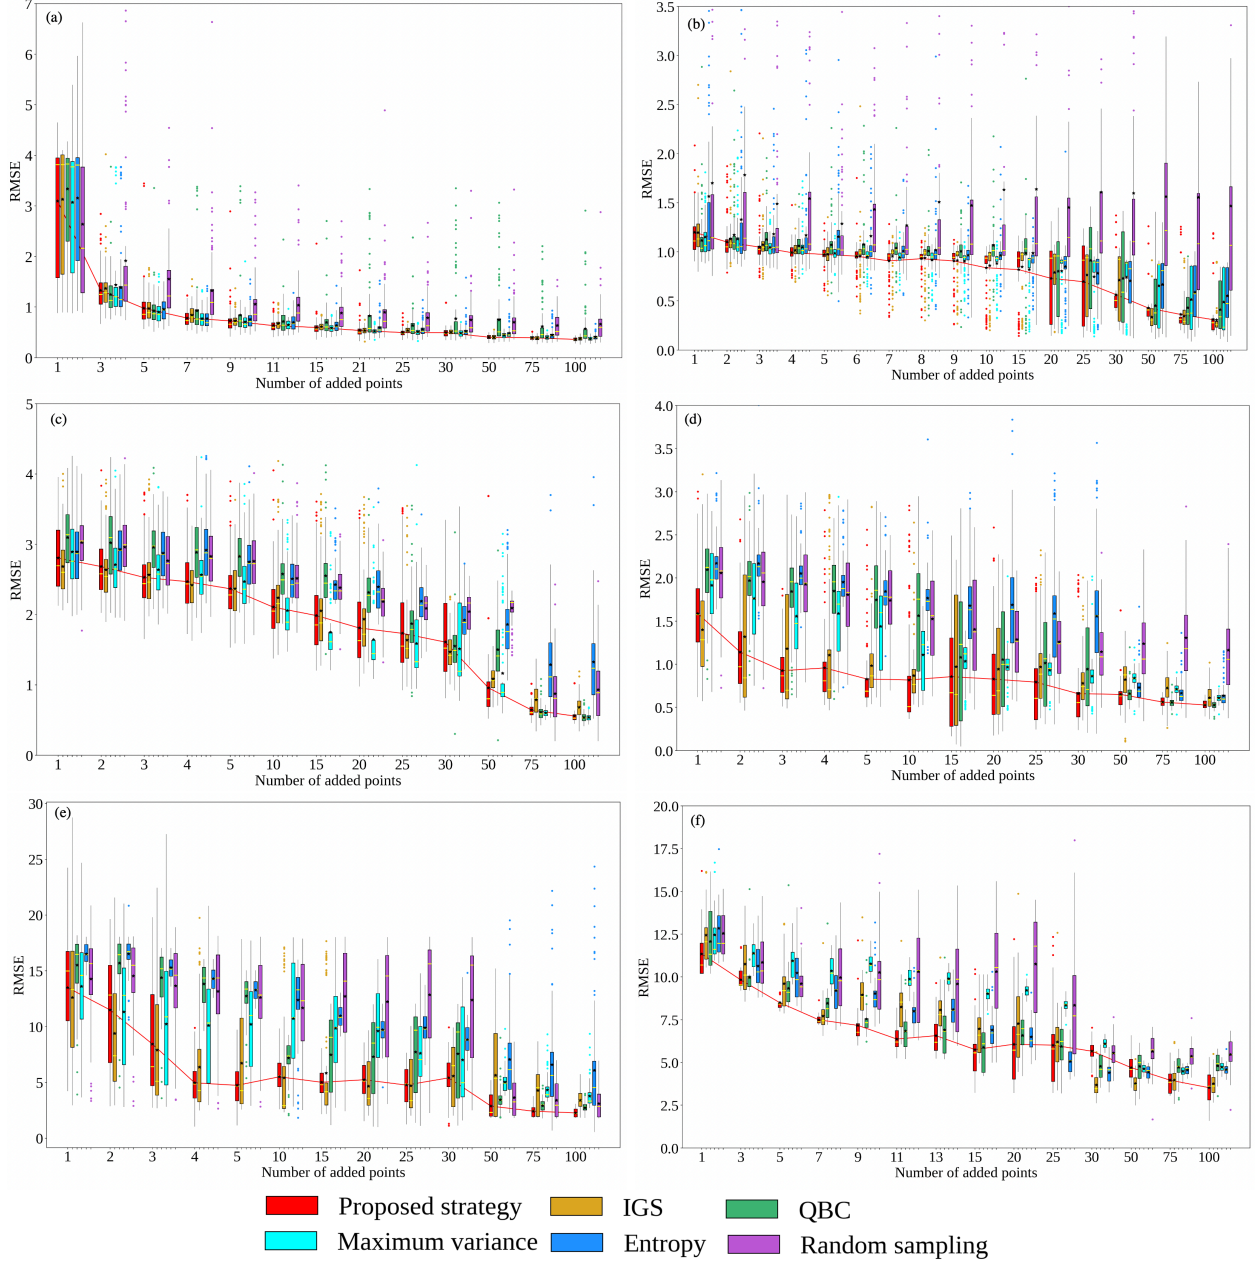 (a)
7
6
5
4
3
2
1
0
RMSE
1 3 5 7 9 11 15 20 25 30 50 75 100
Number of added points
(b)
3.5
3.0
2.5
2.0
1.5
1.0
0.5
0.0
RMSE
1 2 3 4 5 6 7 8 9 10 15 20 25 30 50 75 100
Number of added points
(c)
5
4
3
2
1
0
RMSE
1 2 3 4 5 10 15 20 25 30 50 75 100
Number of added points
(d)
4.0
3.5
3.0
2.5
2.0
1.5
1.0
0.5
0.0
RMSE
1 2 3 4 5 10 15 20 25 30 50 75 100
Number of added points
(e)
30
25
20
15
10
5
0
RMSE
1 2 3 4 5 10 15 20 25 30 50 75 100
Number of added points
(f)
20.0
17.5
15.0
12.5
10.0
7.5
5.0
2.5
0.0
RMSE
1 3 5 7 9 11 13 15 20 25 30 50 75 100
Number of added points
Proposed strategy IGS QBC
Maximum variance Entropy Random sampling